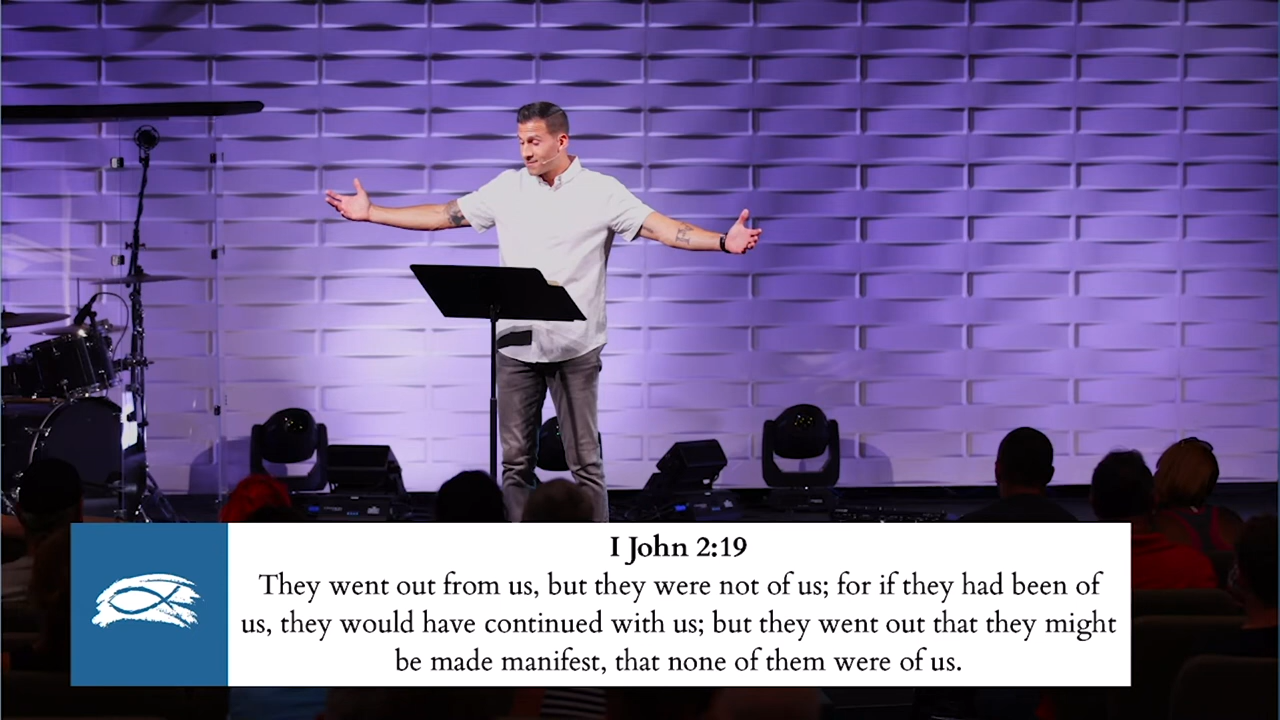 I John 2:19
They went out from us, but they were not of us; for if they had been of
us, they would have continued with us; but they went out that they might
be made manifest, that none of them were of us.